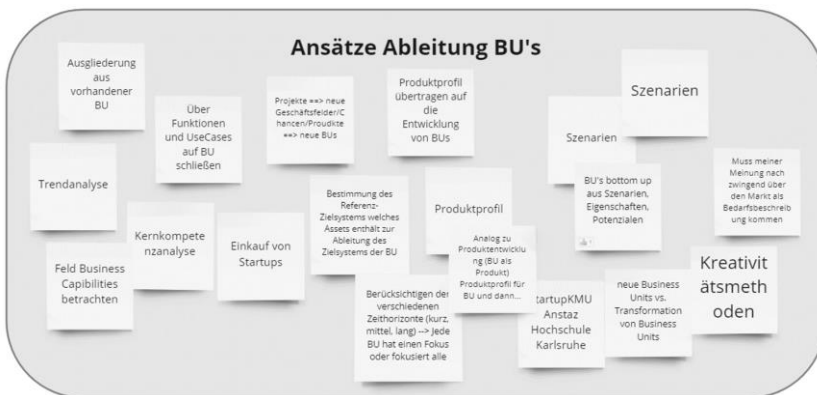 Ansätze Ableitung BU's
Ausgliederung
aus
vorhandener
BU
Über
Funktionen
und UseCases
auf BU
schließen
Projekte ==> neue
Geschäftsfelder/C
hancen/Proudkte
==> neue BUs
Produktprofil
übertragen auf
die
Entwicklung
von BUs
Szenarien
Szenarien
Trendanalyse
Kernkompete
nzanalyse
Einkauf von
Startups
Bestimmung des
Referenz-
Zielsystems welches
Assets enthält zur
Ableitung des
Zielsystems der BU
Produktprofil
BU's bottom up
aus Szenarien,
Eigenschaften,
Potenzialen
Muss meiner
Meinung nach
zwingend über
den Markt als
Bedarfsbeschreib
ung kommen
Feld Business
Capibilities
betrachten
Berücksichtigen der
verschiedenen
Zeithorizonte (kurz,
mittel, lang) --> Jede
BU hat einen Fokus
oder fokusiert alle
Analog zu
Produktentwicklu
ng (BU als
Produkt)
Produktprofil für
BU und dann...
StartupKMU
Anstaz
Hochschule
Karlsruhe
neue Business
Units vs.
Transformation
von Business
Units
Kreativit
ätsmeth
oden